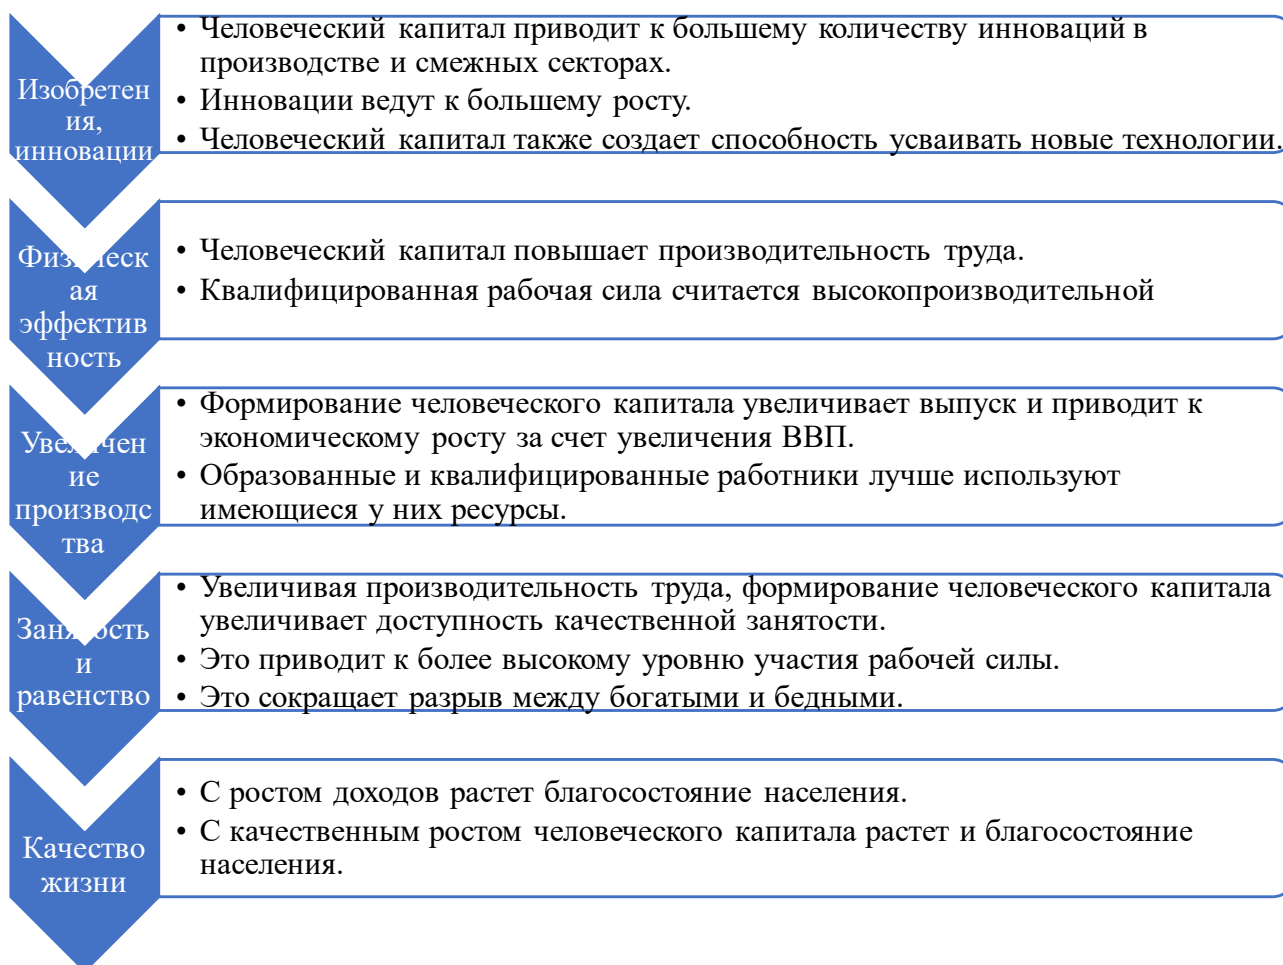 Изобретен
ия,
инновации
• Человеческий капитал приводит к большему количеству инноваций в
производстве и смежных секторах.
• Инновации ведут к большему росту.
• Человеческий капитал также создает способность усваивать новые технологии.
Физическ
ая
эффектив
ность
• Человеческий капитал повышает производительность труда.
• Квалифицированная рабочая сила считается высокопроизводительной
Увеличен
ие
производс
тва
• Формирование человеческого капитала увеличивает выпуск и приводит к
экономическому росту за счет увеличения ВВП.
• Образованные и квалифицированные работники лучше используют
имеющиеся у них ресурсы.
Занятость
и
равенство
• Увеличивая производительность труда, формирование человеческого капитала
увеличивает доступность качественной занятости.
• Это приводит к более высокому уровню участия рабочей силы.
• Это сокращает разрыв между богатыми и бедными.
Качество
жизни
• С ростом доходов растет благосостояние населения.
• С качественным ростом человеческого капитала растет и благосостояние
населения.